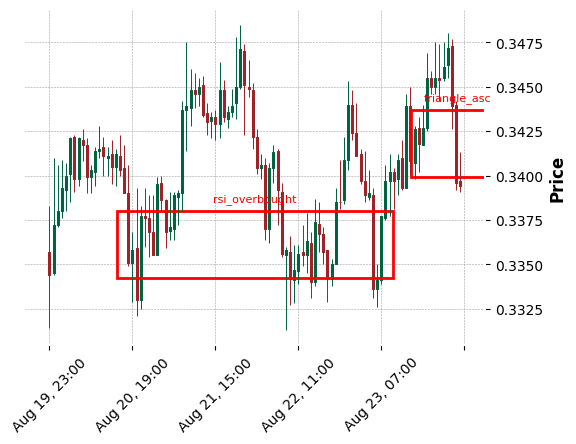 0.3475
0.3450
triangle_asc
0.3425
0.3400
rsi_overbought
0.3375
0.3350
0.3325
Price
Aug 19, 23:00
Aug 20, 19:00
Aug 21, 15:00
Aug 22, 11:00
Aug 23, 07:00